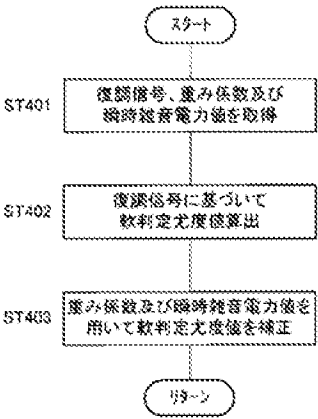 スタート
ST401
復調信号、重み係数及び
瞬時雑音電力値を取得
ST402
復調信号に基づいて
軟判定尤度値算出
ST403
重み係数及び瞬時雑音電力値を
用いて軟判定尤度値を補正
リターン